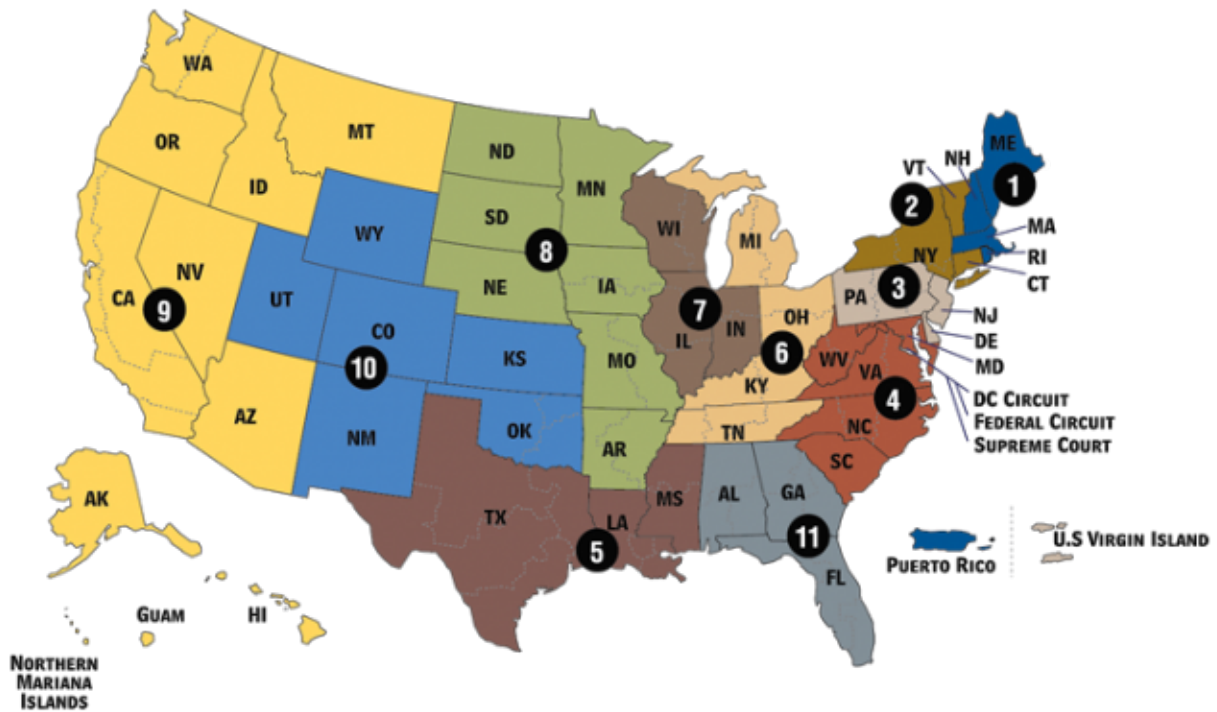 WA
OR
MT
ID
ND
MN
SD
WY
NE
IA
WI
MI
VT
NH
ME
1
2
MA
RI
CT
NY
3
PA
NJ
DE
MD
DC CIRCUIT
FEDERAL CIRCUIT
SUPREME COURT
8
7
IL
IN
OH
6
WV
VA
4
KY
NC
TN
SC
NV
CA
9
UT
CO
10
KS
MO
AZ
NM
OK
AR
TX
LA
5
MS
AL
GA
11
FL
AK
HI
GUAM
NORTHERN
MARIANA
ISLANDS
PUERTO RICO
U.S VIRGIN ISLAND